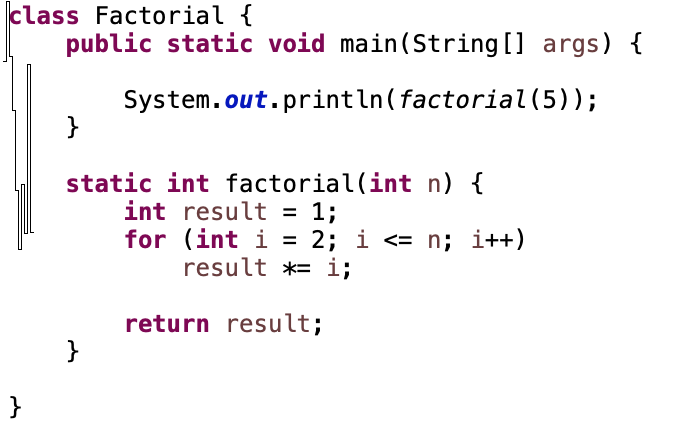 class Factorial {
    public static void main(String[] args) {

        System.out.println(factorial(5));
    }

    static int factorial(int n) {
        int result = 1;
        for (int i = 2; i <= n; i++)
            result *= i;

        return result;
    }

}